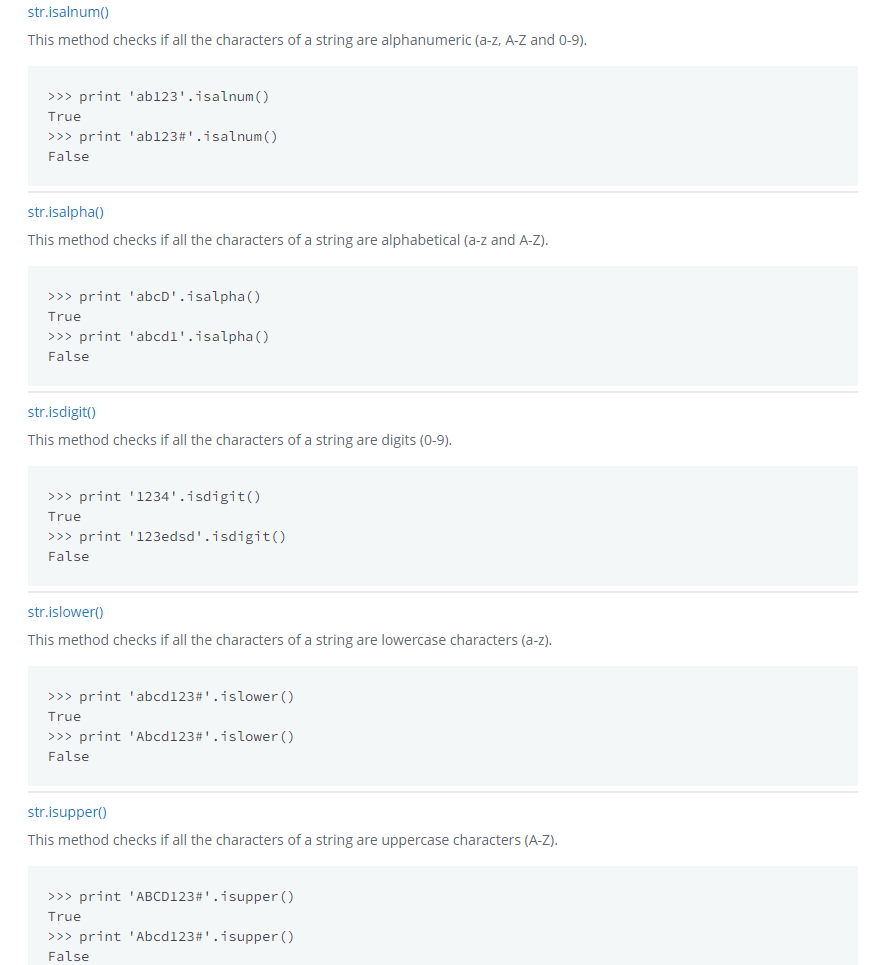 str.isalnum()
This method checks if all the characters of a string are alphanumeric (a-z, A-Z and 0-9).
>>> print 'ab123'.isalnum()
True
>>> print 'ab123#'.isalnum()
False
str.isalpha()
This method checks if all the characters of a string are alphabetical (a-z and A-Z).
>>> print 'abcD'.isalpha()
True
>>> print 'abcd1'.isalpha()
False
str.isdigit()
This method checks if all the characters of a string are digits (0-9).
>>> print '1234'.isdigit()
True
>>> print '123edsd'.isdigit()
False
str.islower()
This method checks if all the characters of a string are lowercase characters (a-z).
>>> print 'abcd123#'.islower()
True
>>> print 'Abcd123#'.islower()
False
str.isupper()
This method checks if all the characters of a string are uppercase characters (A-Z).
>>> print 'ABCD123#'.isupper()
True
>>> print 'Abcd123#'.isupper()
False